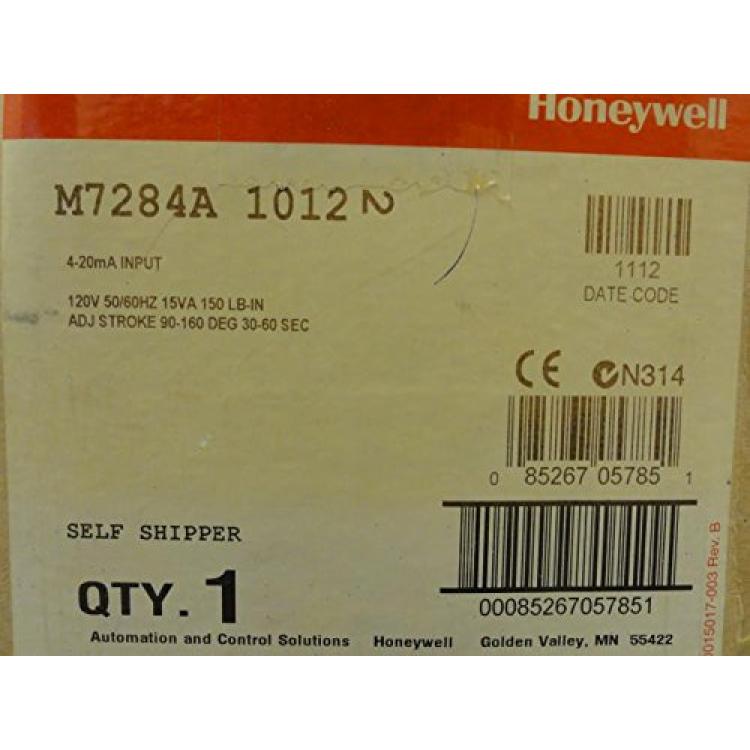 Honeywell
M7284A 1012 2
4-20mA INPUT
1112
DATE CODE
120V 50/60HZ 15VA 150 LB-IN
ADJ STROKE 90-160 DEG 30-60 SEC
CE N314
0 85267 05785 1
SELF SHIPPER
QTY. 1
00085267057851
Automation and Control Solutions Honeywell Golden Valley, MN 55422
0015017-003 Rev. B